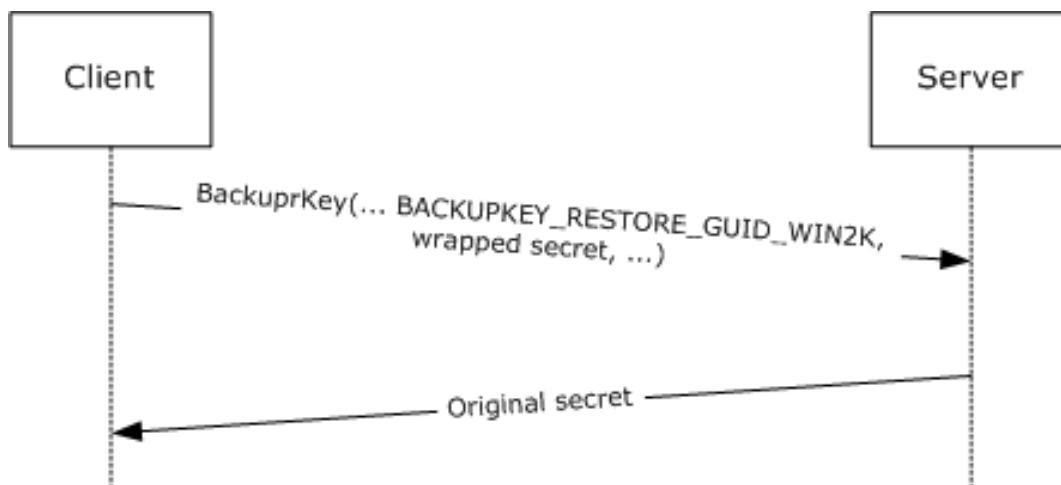 Client
Server
BackuprKey(... BACKUPKEY_RESTORE_GUID_WIN2K,
wrapped secret, ...)
Original secret